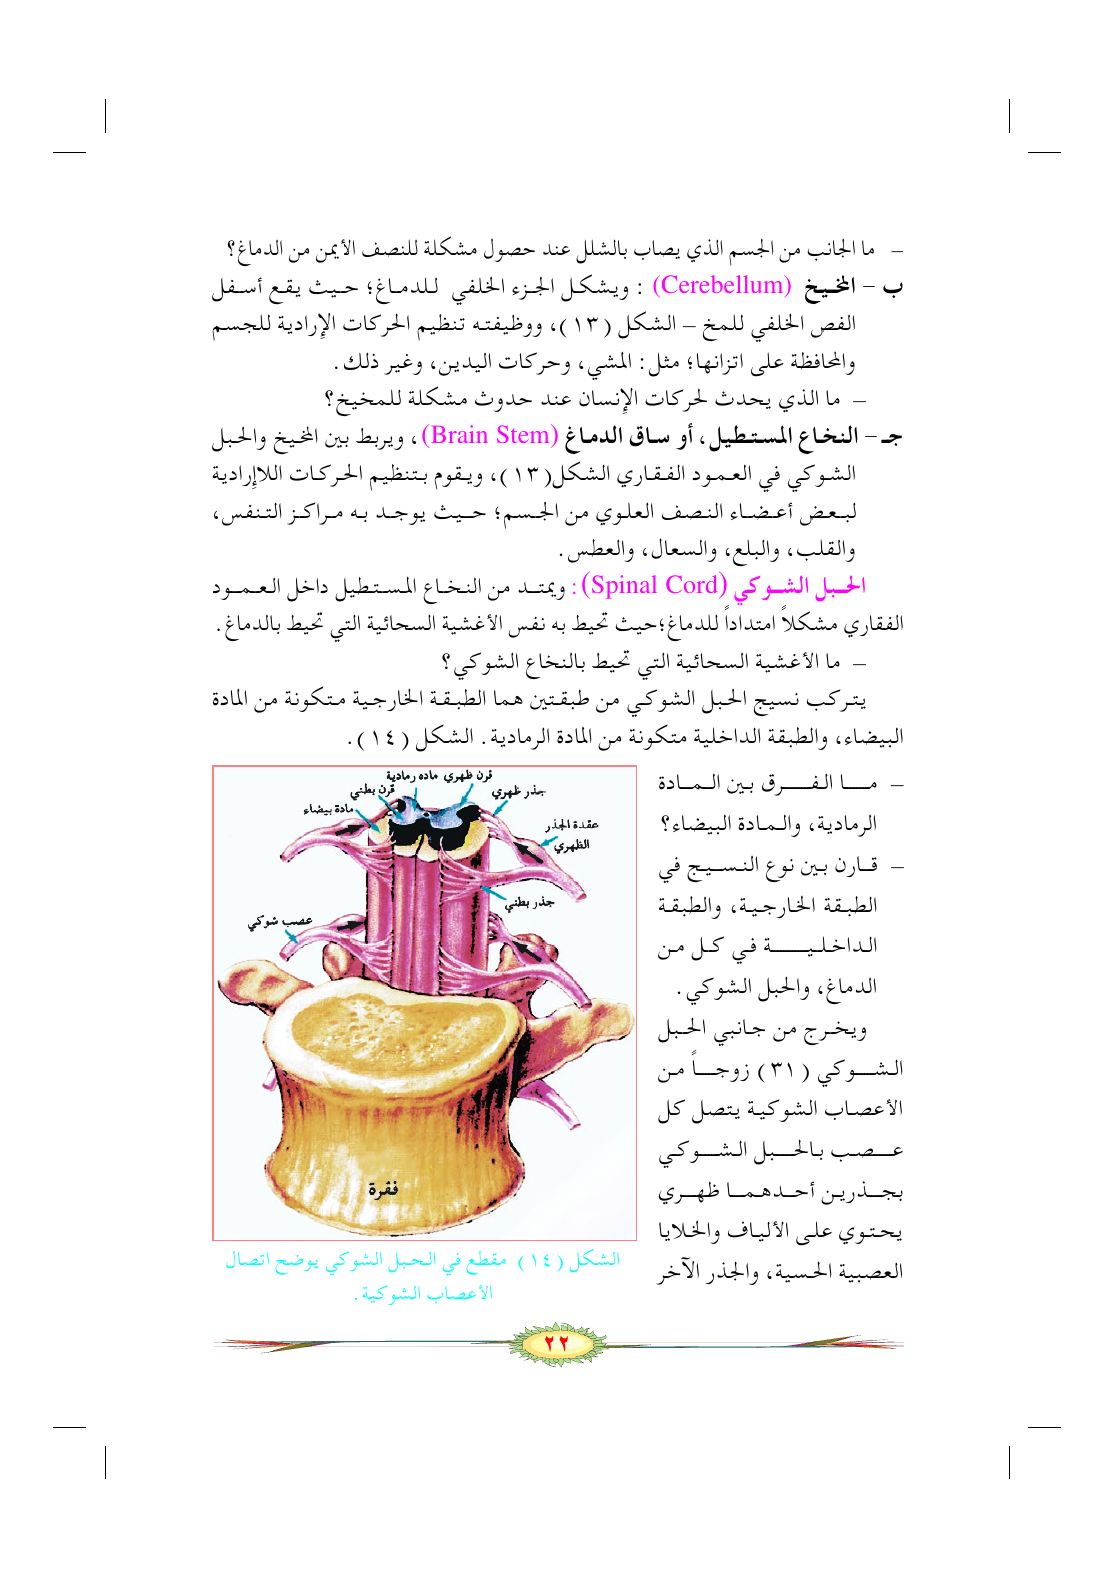 – ما الجانب من الجسم الذي يصاب بالشلل عند حصول مشكلة للنصف الأيمن من الدماغ؟
ب – المخيخ (Cerebellum) : ويشكل الجزء الخلفي للدماغ؛ حيث يقع أسفل
الفص الخلفي للمخ – الشكل (١٣)، ووظيفته تنظيم الحركات الإرادية للجسم
والمحافظة على اتزانها؛ مثل: المشي، وحركات اليدين، وغير ذلك.
– ما الذي يحدث لحركات الإنسان عند حدوث مشكلة للمخيخ؟
جـ – النخاع المستطيل، أو ساق الدماغ (Brain Stem)، ويربط بين المخيخ والحبل
الشوكي في العمود الفقاري الشكل(١٣)، ويقوم بتنظيم الحركات اللاإرادية
لبعض أعضاء النصف العلوي من الجسم؛ حيث يوجد به مراكز التنفس،
والقلب، والبلع، والسعال، والعطس.
الحبل الشوكي (Spinal Cord) : ويمتد من النخاع المستطيل داخل العمود
الفقاري مشكلاً امتداداً للدماغ؛حيث تحيط به نفس الأغشية السحائية التي تحيط بالدماغ.
– ما الأغشية السحائية التي تحيط بالنخاع الشوكي؟
يتركب نسيج الحبل الشوكي من طبقتين هما الطبقة الخارجية متكونة من المادة
البيضاء، والطبقة الداخلية متكونة من المادة الرمادية. الشكل (١٤).
– ما الفرق بين المادة
الرمادية، والمادة البيضاء؟
– قارن بين نوع النسيج في
الطبقة الخارجية، والطبقة
الداخلية في كل من
الدماغ، والحبل الشوكي.
ويخرج من جانبي الحبل
الشوكي (٣١) زوجاً من
الأعصاب الشوكية يتصل كل
عصب بالحبل الشوكي
بجذرين أحدهما ظهري
يحتوي على الألياف والخلايا
العصبية الحسية، والجذر الآخر
قرن ظهري
ماده رمادية
قرن بطني
جذر ظهري
مادة بيضاء
عقدة الجذر
الظهري
جذر بطني
عصب شوكي
فقرة
الشكل (١٤) مقطع في الحبل الشوكي يوضح اتصال
الأعصاب الشوكية.
٢٢